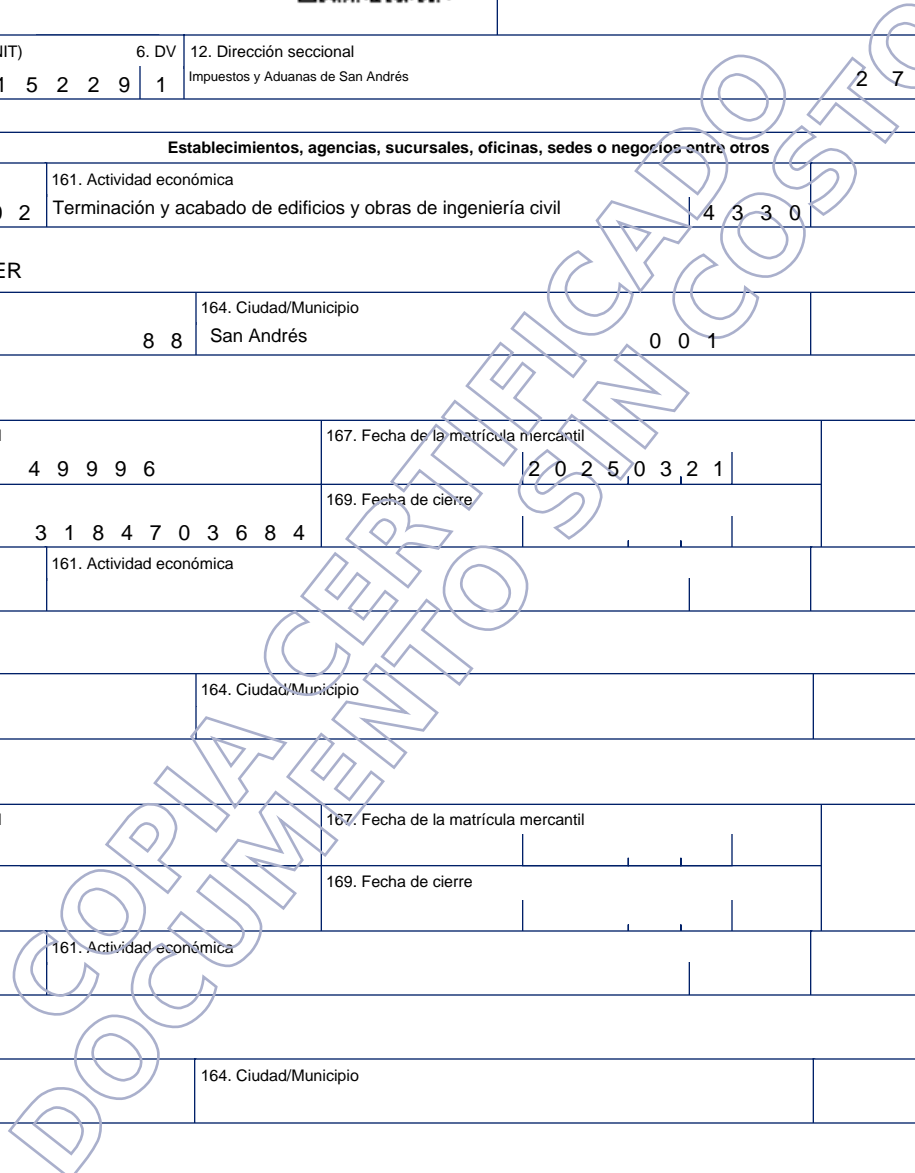 IT) 6. DV 12. Dirección seccional
1 5 2 2 9 1 Impuestos y Aduanas de San Andrés 2 7
Establecimientos, agencias, sucursales, oficinas, sedes o negocios entre otros
161. Actividad económica
2 Terminación y acabado de edificios y obras de ingeniería civil 4 3 3 0
ER
164. Ciudad/Municipio
8 8 San Andrés 0 0 1
167. Fecha de la matrícula mercantil
4 9 9 9 6 2 0 2 5 0 3 2 1
169. Fecha de cierre
3 1 8 4 7 0 3 6 8 4
161. Actividad económica
164. Ciudad/Municipio
167. Fecha de la matrícula mercantil
169. Fecha de cierre
161. Actividad económica
164. Ciudad/Municipio
COPIA CERTIFICADO
DOCUMENTO SIN COSTO